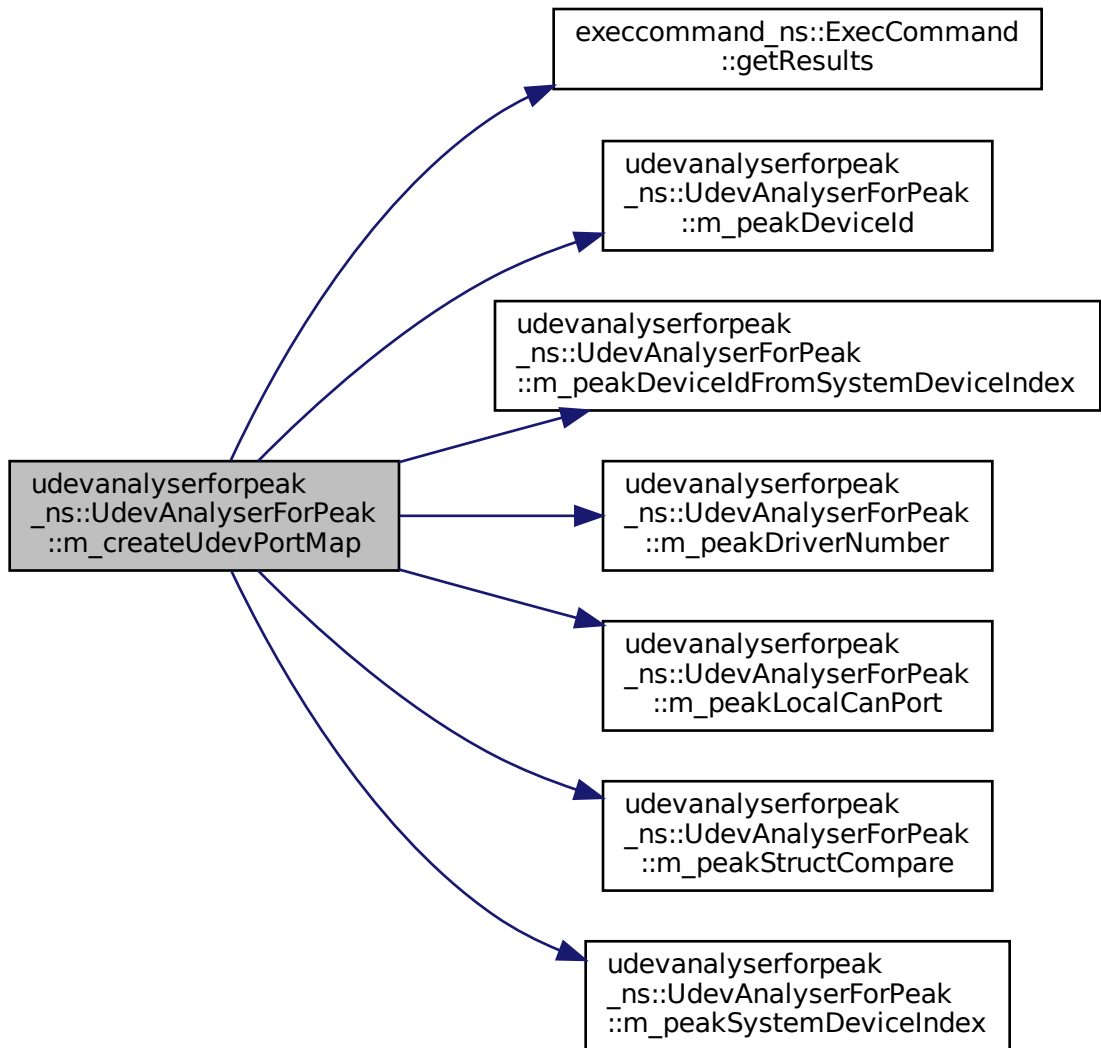 execcommand_ns::ExecCommand
::getResults
udevanalyserforpeak
_ns::UdevAnalyserForPeak
::m_peakDeviceId
udevanalyserforpeak
_ns::UdevAnalyserForPeak
::m_peakDeviceIdFromSystemDeviceIndex
udevanalyserforpeak
_ns::UdevAnalyserForPeak
::m_createUdevPortMap
udevanalyserforpeak
_ns::UdevAnalyserForPeak
::m_peakDriverNumber
udevanalyserforpeak
_ns::UdevAnalyserForPeak
::m_peakLocalCanPort
udevanalyserforpeak
_ns::UdevAnalyserForPeak
::m_peakStructCompare
udevanalyserforpeak
_ns::UdevAnalyserForPeak
::m_peakSystemDeviceIndex